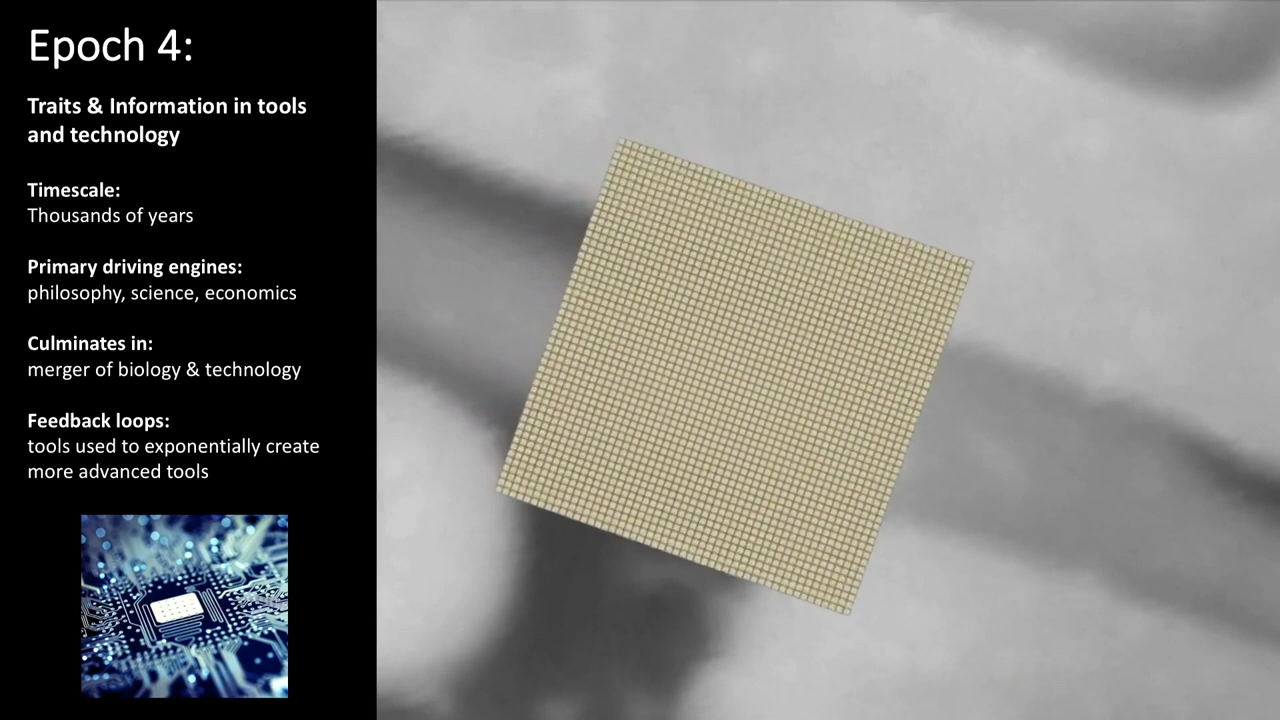 Epoch 4:
Traits & Information in tools
and technology
Timescale:
Thousands of years
Primary driving engines:
philosophy, science, economics
Culminates in:
merger of biology & technology
Feedback loops:
tools used to exponentially create
more advanced tools